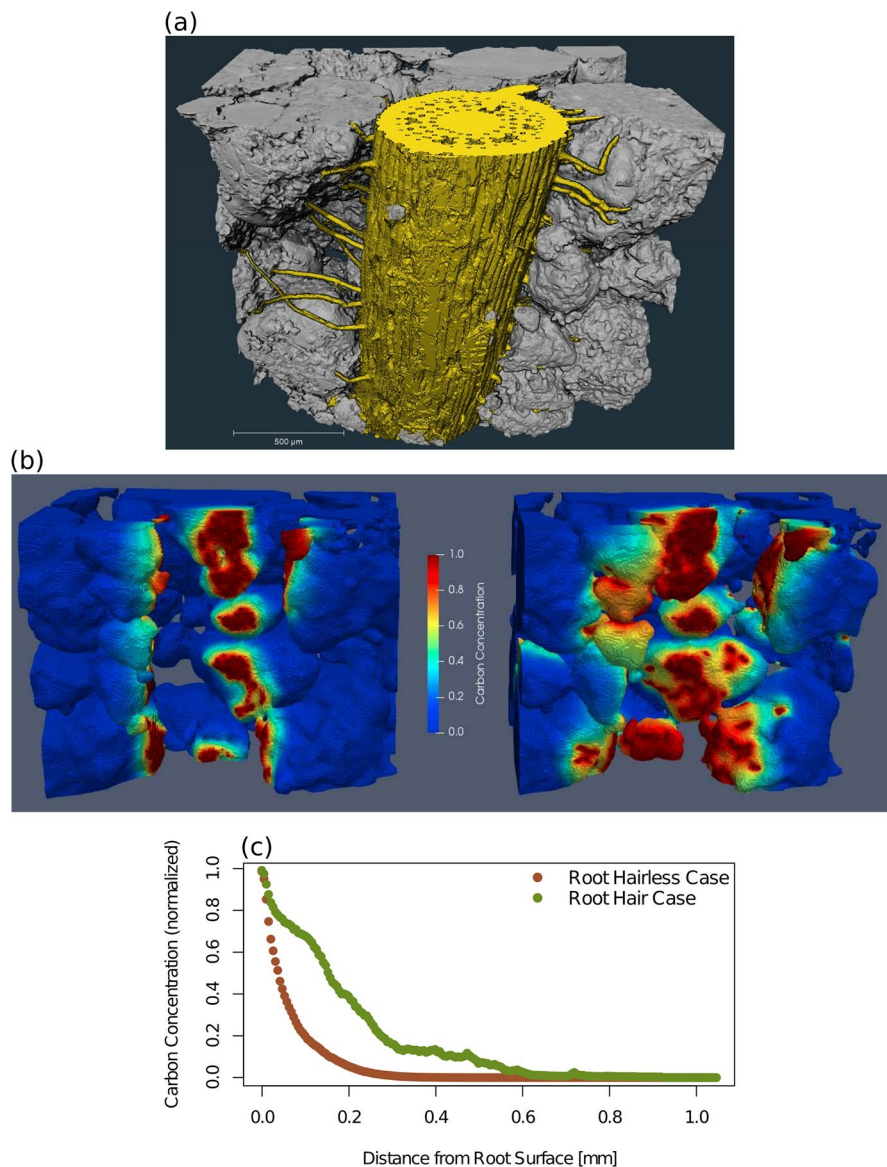 (a)
500 µm
(b)
1.0
0.8
0.6
0.4
0.2
0.0
Carbon Concentration
(c)
Root Hairless Case
Root Hair Case
Carbon Concentration (normalized)
1.0
0.8
0.6
0.4
0.2
0.0
0.0 0.2 0.4 0.6 0.8 1.0
Distance from Root Surface [mm]